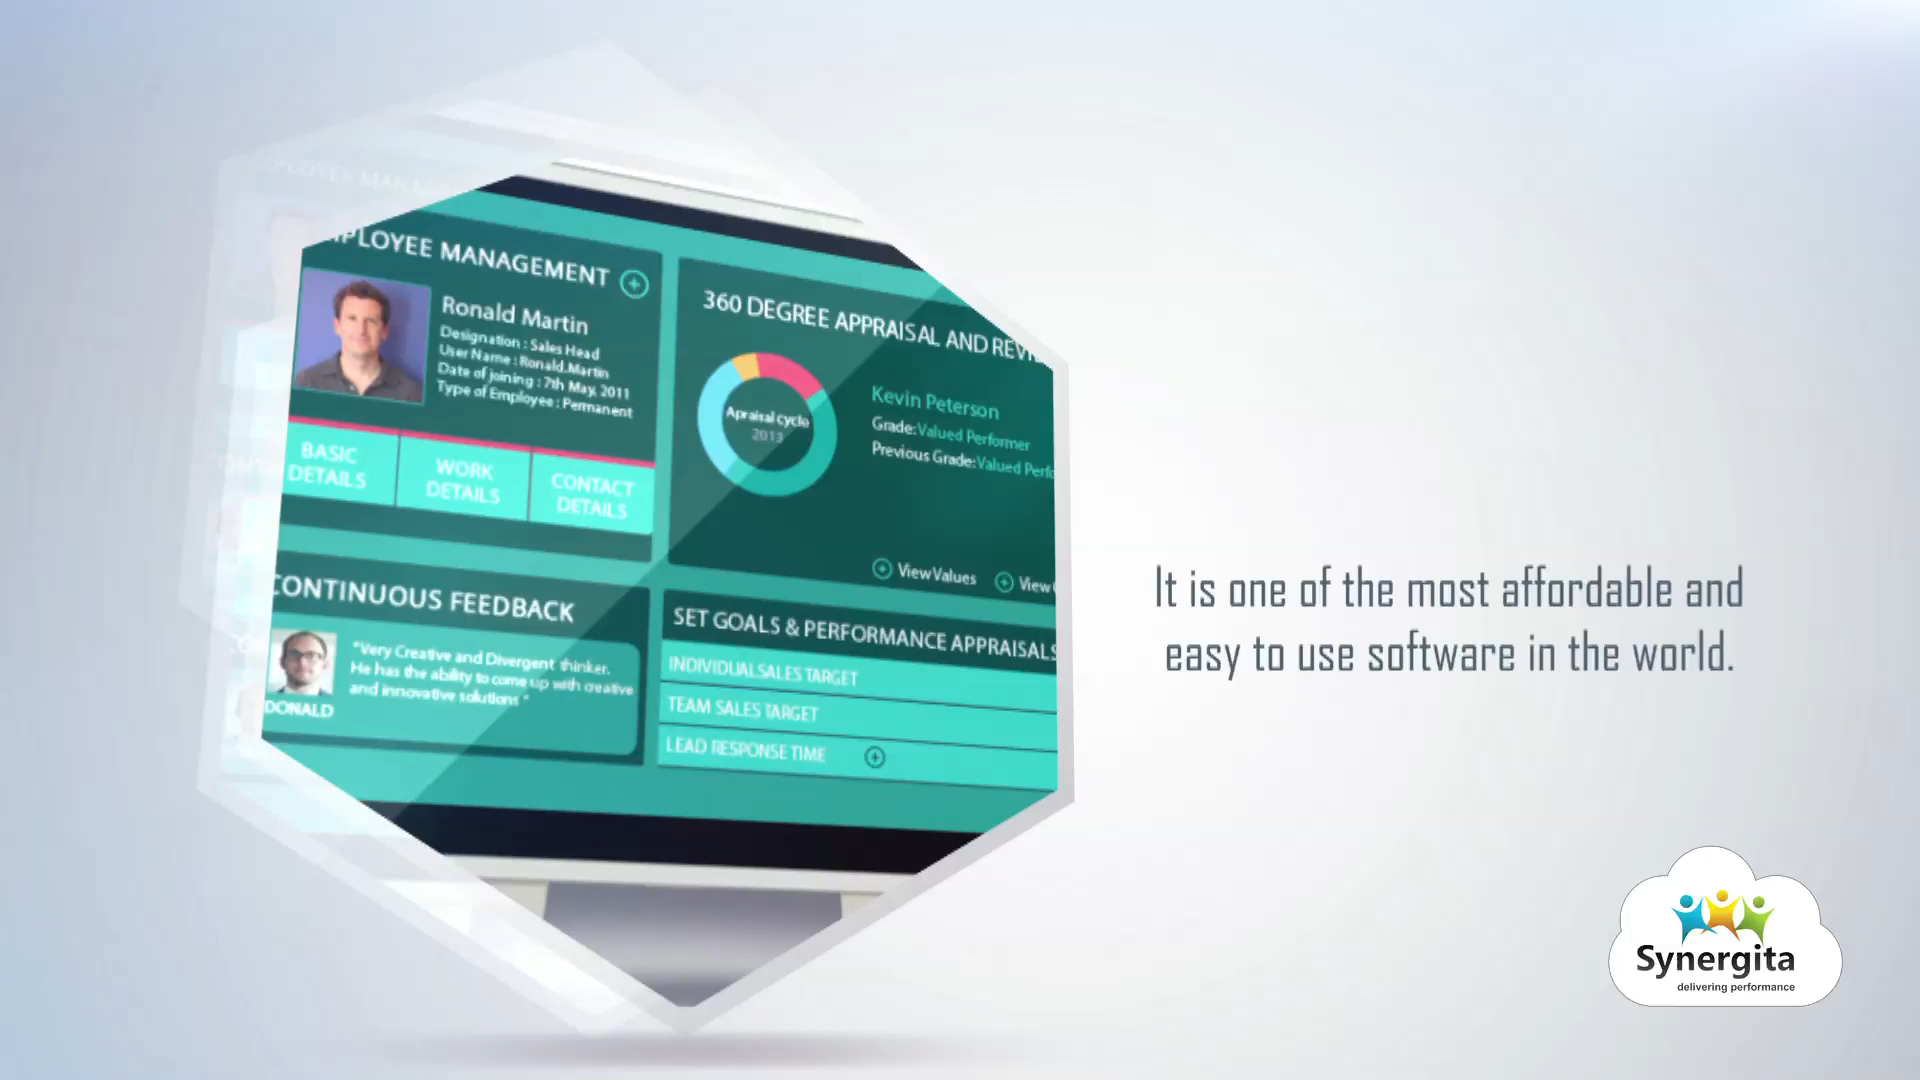 PLOYEE MANAGEMENT
Ronald Martin
Designation : Sales Head
User Name : Ronald.Martin
Date of joining : 7th May, 2011
Type of Employee : Permanent
BASIC
DETAILS
WORK
DETAILS
CONTACT
DETAILS
360 DEGREE APPRAISAL AND REV
Apraisal cycle
2013
Kevin Peterson
Grade:Valued Performer
Previous Grade:Valued Perfo
View Values
View
CONTINUOUS FEEDBACK
"Very Creative and Divergent thinker.
He has the ability to come up with creative
and innovative solutions "
DONALD
SET GOALS & PERFORMANCE APPRAISALS
INDIVIDUALSALES TARGET
TEAM SALES TARGET
LEAD RESPONSE TIME
It is one of the most affordable and
easy to use software in the world.
Synergita
delivering performance